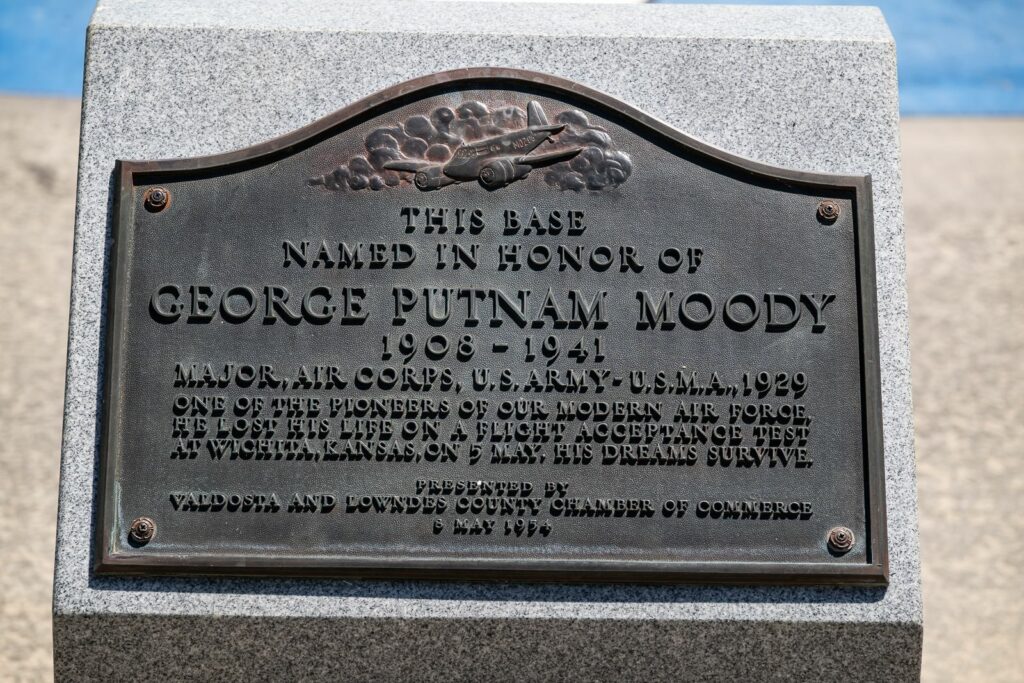 THIS BASE
NAMED IN HONOR OF
GEORGE PUTNAM MOODY
1908 - 1941
MAJOR, AIR CORPS, U.S. ARMY - U.S.M.A., 1929
ONE OF THE PIONEERS OF OUR MODERN AIR FORCE,
HE LOST HIS LIFE ON A FLIGHT ACCEPTANCE TEST
AT WICHITA, KANSAS, ON 5 MAY. HIS DREAMS SURVIVE.
PRESENTED BY
VALDOSTA AND LOWNDES COUNTY CHAMBER OF COMMERCE
8 MAY 1954